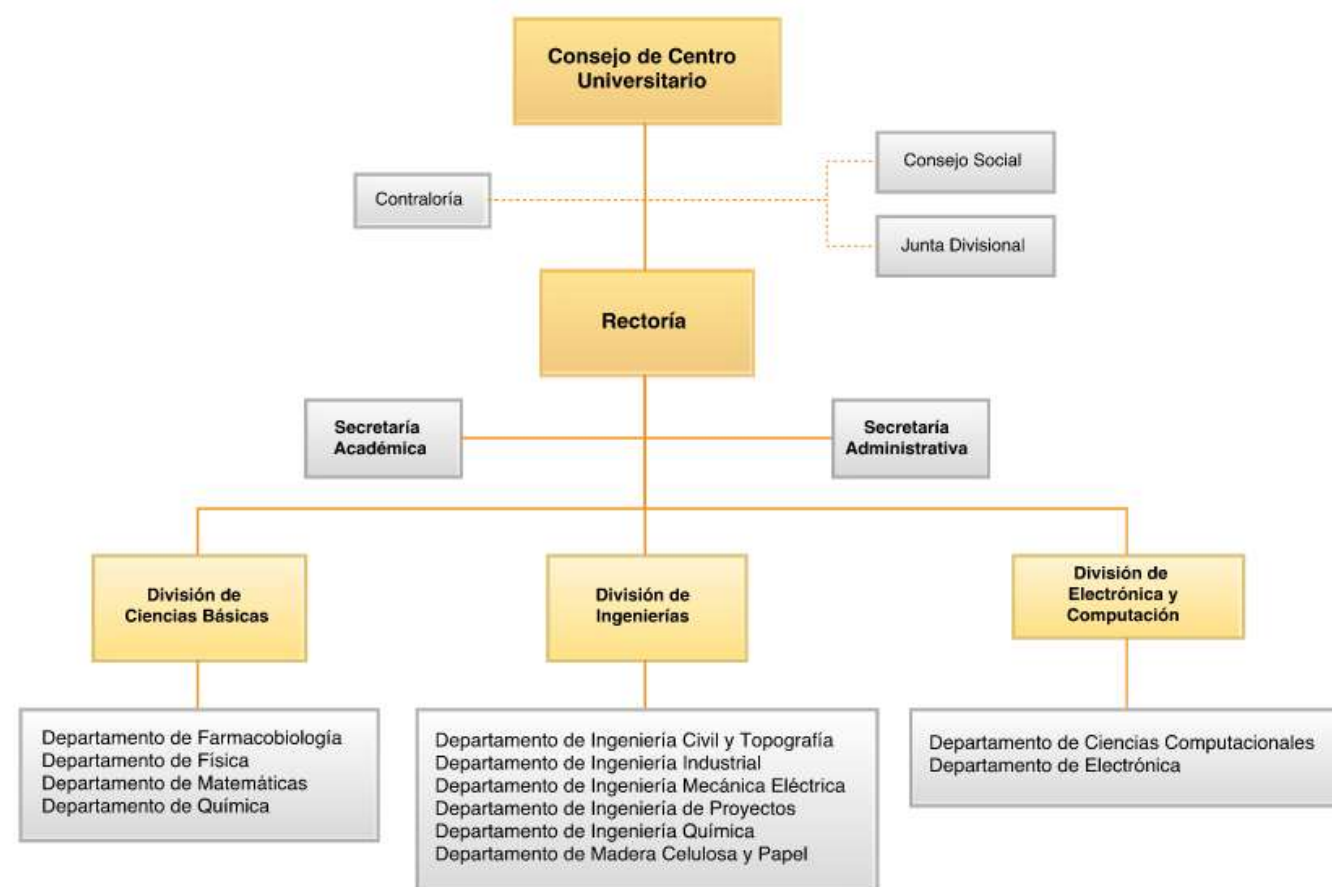 Consejo de Centro
Universitario
Consejo Social
Contraloría
Junta Divisional
Rectoría
Secretaría
Académica
Secretaría
Administrativa
División de
Ciencias Básicas
División de
Ingenierías
División de
Electrónica y
Computación
Departamento de Farmacobiología
Departamento de Física
Departamento de Matemáticas
Departamento de Química
Departamento de Ingeniería Civil y Topografía
Departamento de Ingeniería Industrial
Departamento de Ingeniería Mecánica Eléctrica
Departamento de Ingeniería de Proyectos
Departamento de Ingeniería Química
Departamento de Madera Celulosa y Papel
Departamento de Ciencias Computacionales
Departamento de Electrónica